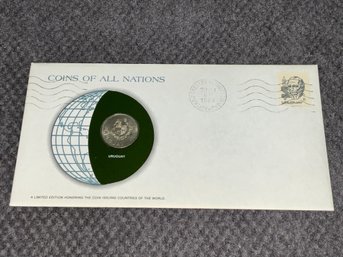 COINS OF ALL NATIONS
URUGUAY
A LIMITED EDITION HONORING THE COIN ISSUING COUNTRIES OF THE WORLD